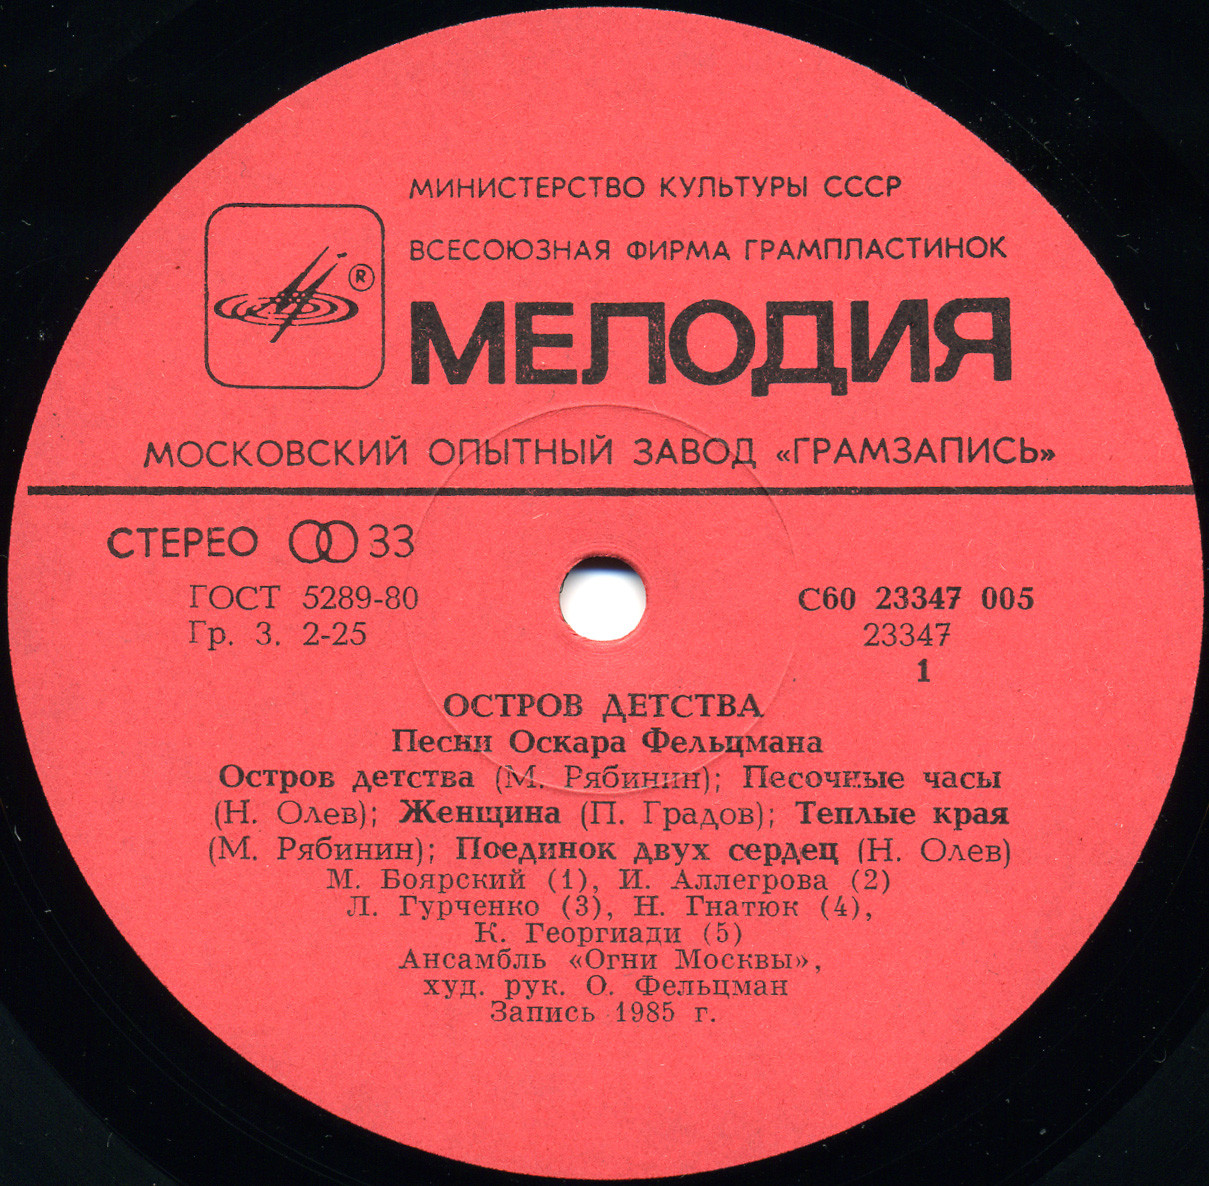 МИНИСТЕРСТВО КУЛЬТУРЫ СССР
ВСЕСОЮЗНАЯ ФИРМА ГРАМПЛАСТИНОК
®
МЕЛОДИЯ
МОСКОВСКИЙ ОПЫТНЫЙ ЗАВОД «ГРАМЗАПИСЬ»
СТЕРЕО 33
ГОСТ 5289-80
Гр. 3. 2-25
С60 23347 005
23347
1
ОСТРОВ ДЕТСТВА
Песни Оскара Фельцмана
Остров детства (М. Рябинин); Песочные часы
(Н. Олев); Женщина (П. Градов); Теплые края
(М. Рябинин); Поединок двух сердец (Н. Олев)
М. Боярский (1), И. Аллегрова (2)
Л. Гурченко (3), Н. Гнатюк (4),
К. Георгиади (5)
Ансамбль «Огни Москвы»,
худ. рук. О. Фельцман
Запись 1985 г.